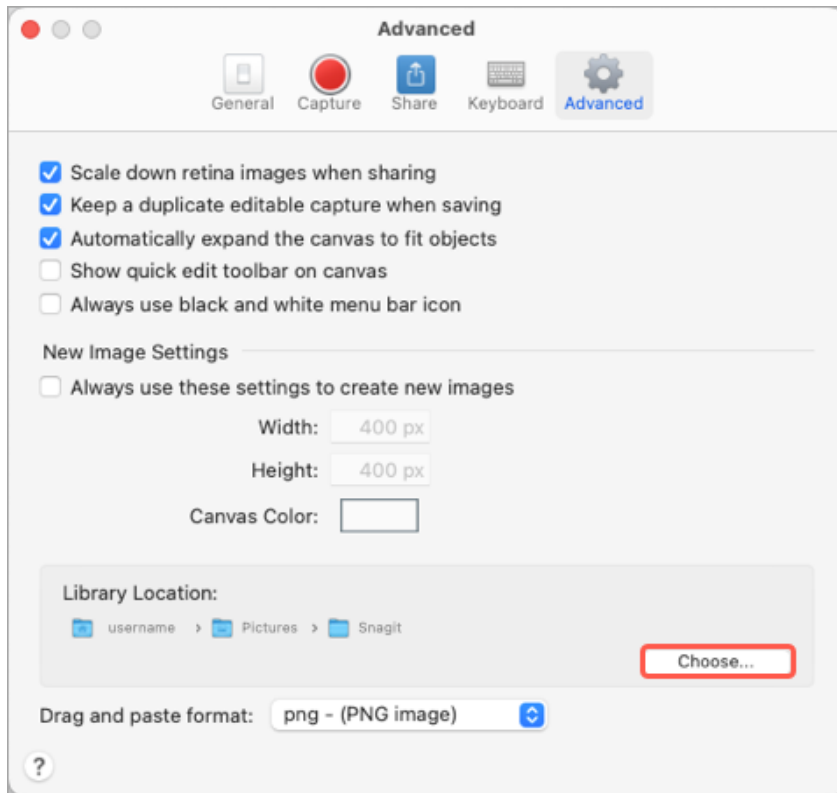 Advanced
General Capture Share Keyboard Advanced
Scale down retina images when sharing
Keep a duplicate editable capture when saving
Automatically expand the canvas to fit objects
Show quick edit toolbar on canvas
Always use black and white menu bar icon
New Image Settings
Always use these settings to create new images
Width: 400 px
Height: 400 px
Canvas Color:
Library Location:
username > Pictures > Snagit
Choose...
Drag and paste format: png - (PNG image)
?